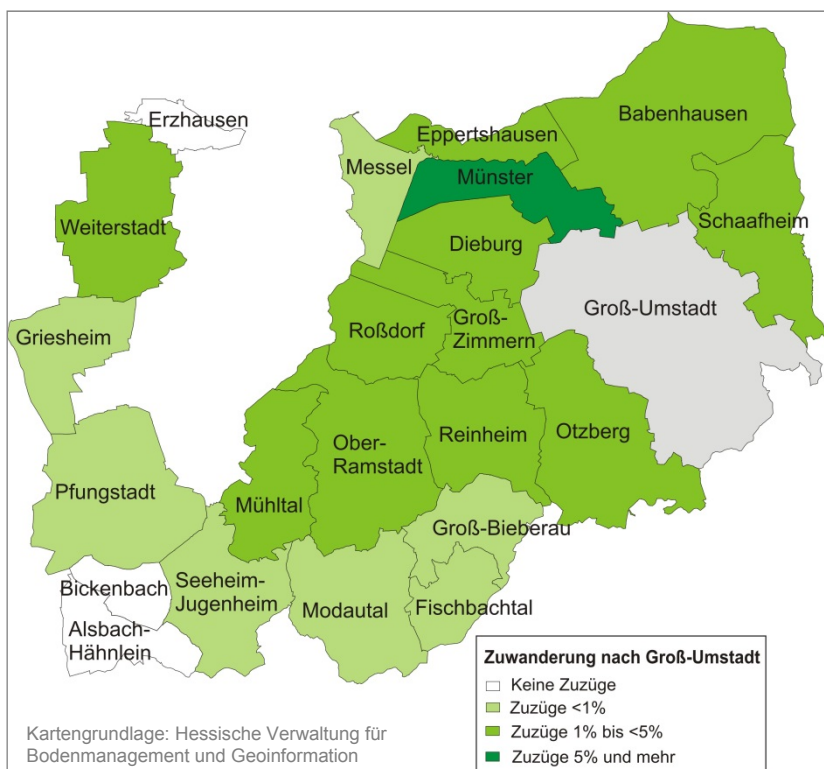 Erzhausen
Babenhausen
Eppertshausen
Messel
Münster
Weiterstadt
Schaafheim
Dieburg
Groß-Umstadt
Griesheim
Roßdorf
Groß-
Zimmern
Ober-
Ramstadt
Reinheim
Otzberg
Pfungstadt
Mühltal
Groß-Bieberau
Bickenbach
Seeheim-
Jugenheim
Modautal
Fischbachtal
Alsbach-
Hähnlein
Zuwanderung nach Groß-Umstadt
Keine Zuzüge
Zuzüge <1%
Zuzüge 1% bis <5%
Zuzüge 5% und mehr
Kartengrundlage: Hessische Verwaltung für
Bodenmanagement und Geoinformation